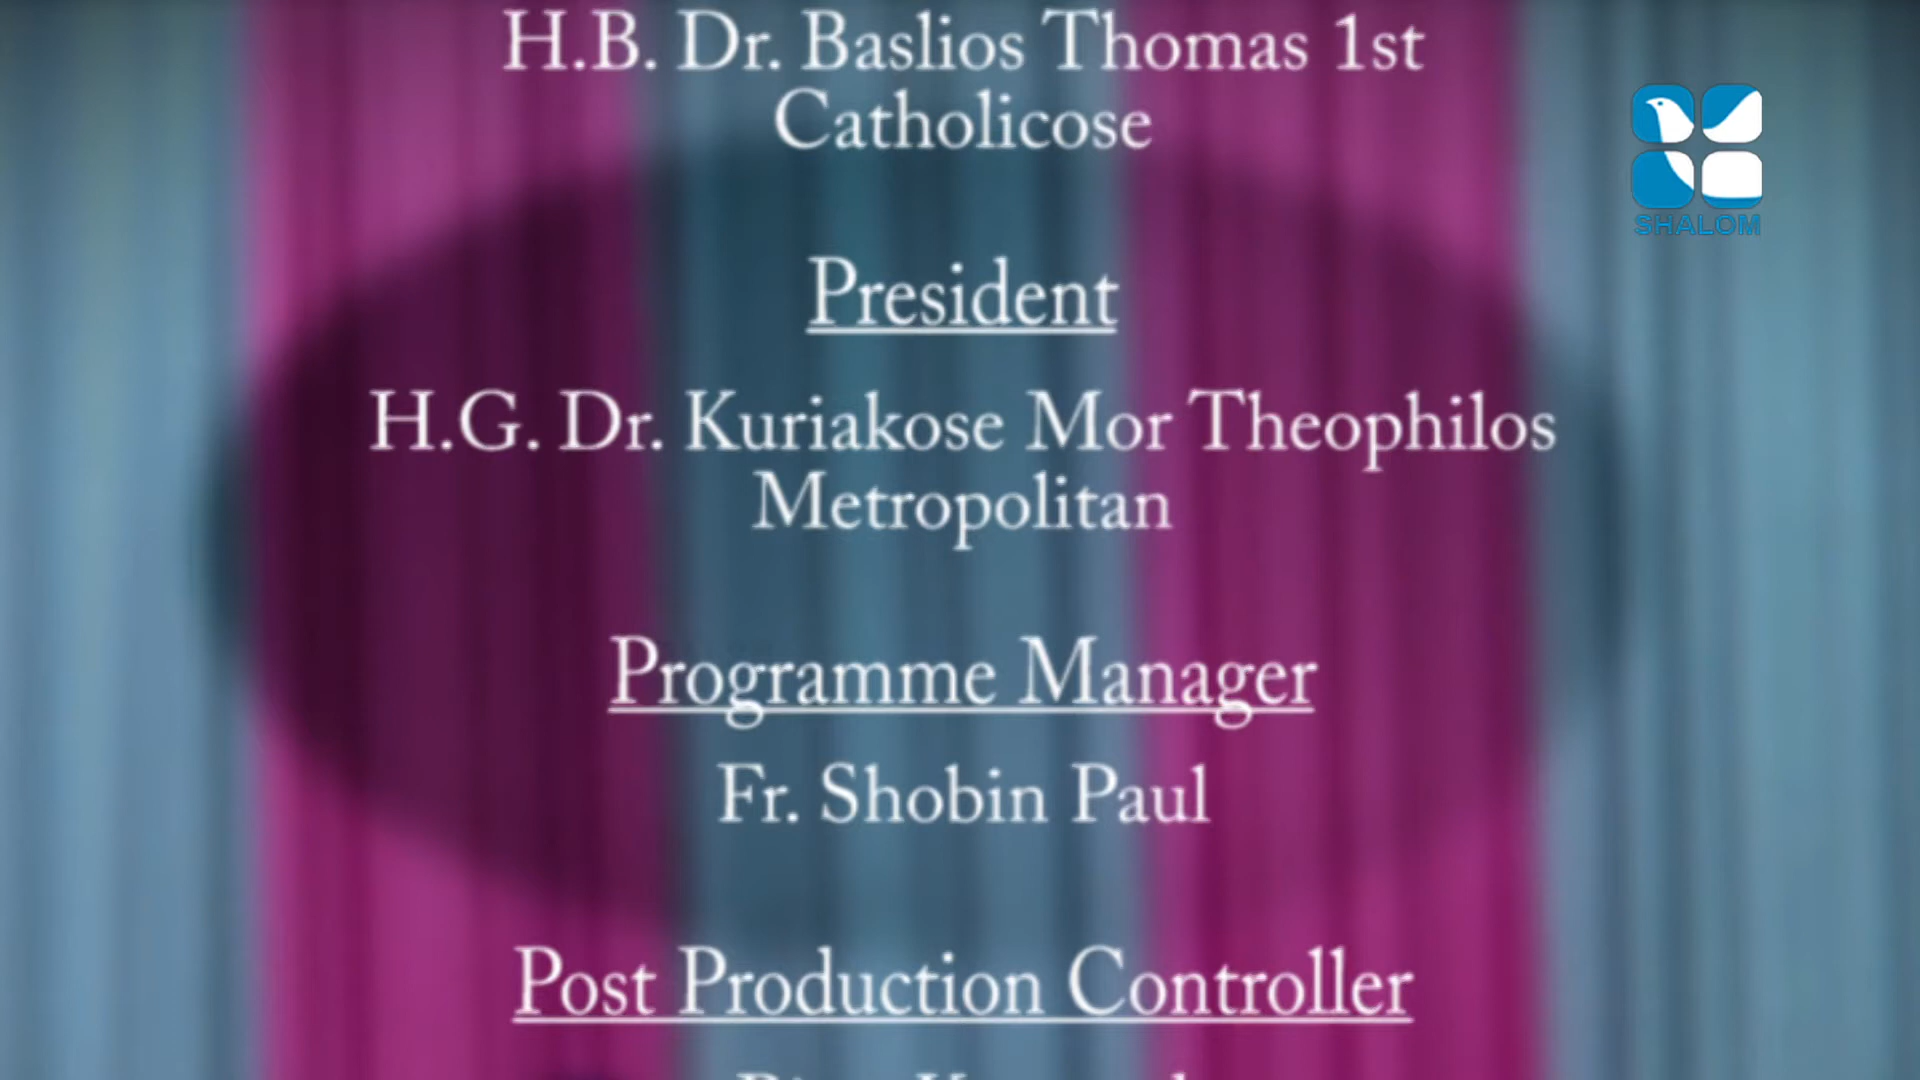 H.B. Dr. Baslios Thomas 1st
Catholicose
SHALOM
President
H.G. Dr. Kuriakose Mor Theophilos
Metropolitan
Programme Manager
Fr. Shobin Paul
Post Production Controller